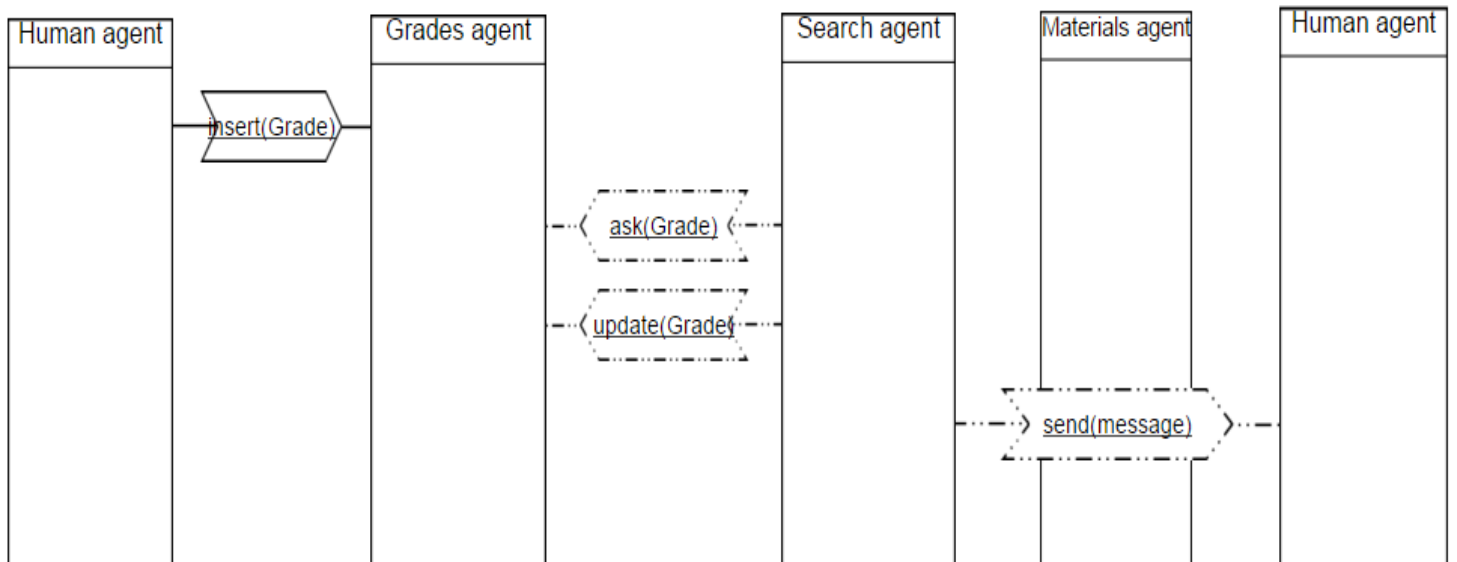 Human agent
Grades agent
Search agent
Materials agent
Human agent
insert(Grade)
ask(Grade)
update(Grade)
send(message)